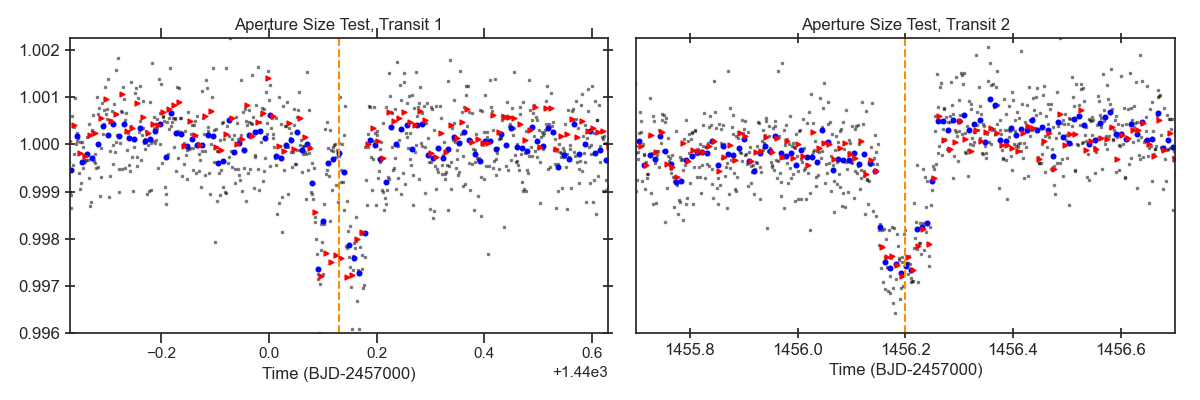 Aperture Size Test, Transit 1
Aperture Size Test, Transit 2
1.002
1.001
1.000
0.999
0.998
0.997
0.996
−0.2 0.0 0.2 0.4 0.6
+1.44e3
Time (BJD-2457000)
1455.8 1456.0 1456.2 1456.4 1456.6
Time (BJD-2457000)